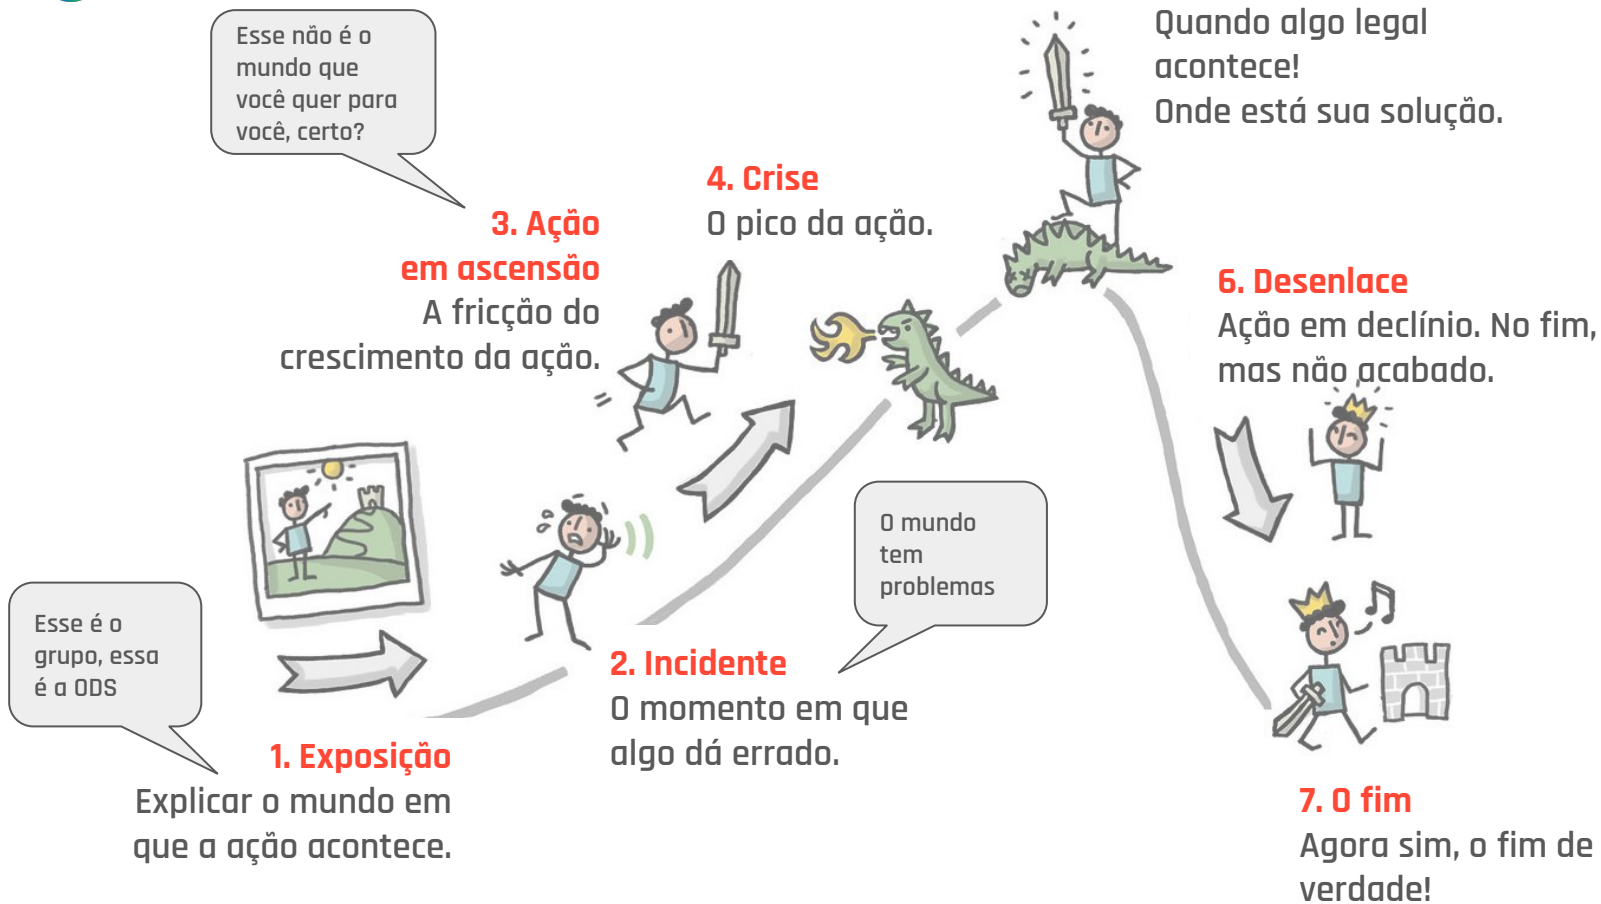 Esse não é o
mundo que
você quer para
você, certo?
3. Ação
em ascensão
A fricção do
crescimento da ação.
4. Crise
O pico da ação.
Quando algo legal
acontece!
Onde está sua solução.
6. Desenlace
Ação em declínio. No fim,
mas não acabado.
Esse é o
grupo, essa
é a ODS
1. Exposição
Explicar o mundo em
que a ação acontece.
2. Incidente
O momento em que
algo dá errado.
O mundo
tem
problemas
7. O fim
Agora sim, o fim de
verdade!